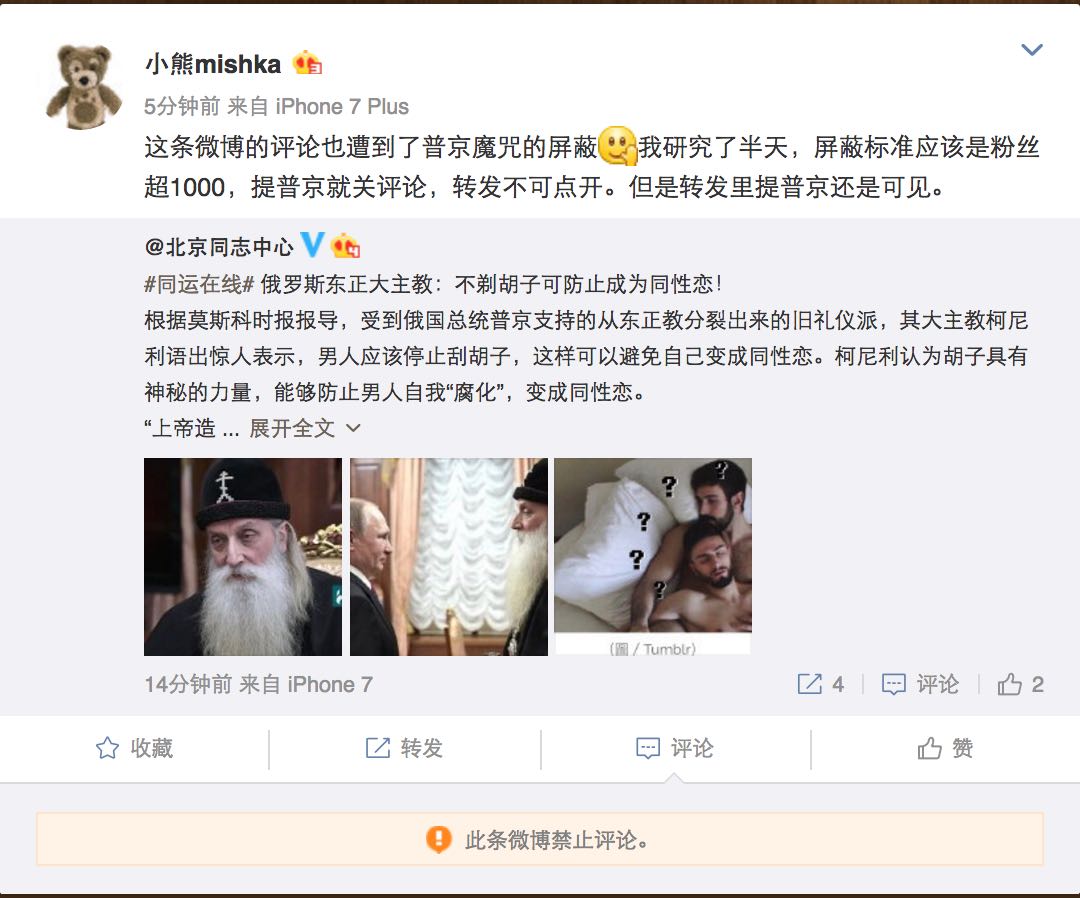 小熊mishka 3
5分钟前 来自 iPhone 7 Plus
这条微博的评论也遭到了普京魔咒的屏蔽🤔我研究了半天，屏蔽标准应该是粉丝
超1000，提普京就关评论，转发不可点开。但是转发里提普京还是可见。
@北京同志中心 V 4
#同运在线# 俄罗斯东正大主教：不剃胡子可防止成为同性恋！
根据莫斯科时报报导，受到俄国总统普京支持的从东正教分裂出来的旧礼仪派，其大主教柯尼
利语出惊人表示，男人应该停止刮胡子，这样可以避免自己变成同性恋。柯尼利认为胡子具有
神秘的力量，能够防止男人自我“腐化”，变成同性恋。
“上帝造 ... 展开全文
? ?
?
?
?
(圖 / Tumblr)
14分钟前 来自 iPhone 7 4 评论 2
收藏 转发 评论 赞
此条微博禁止评论。